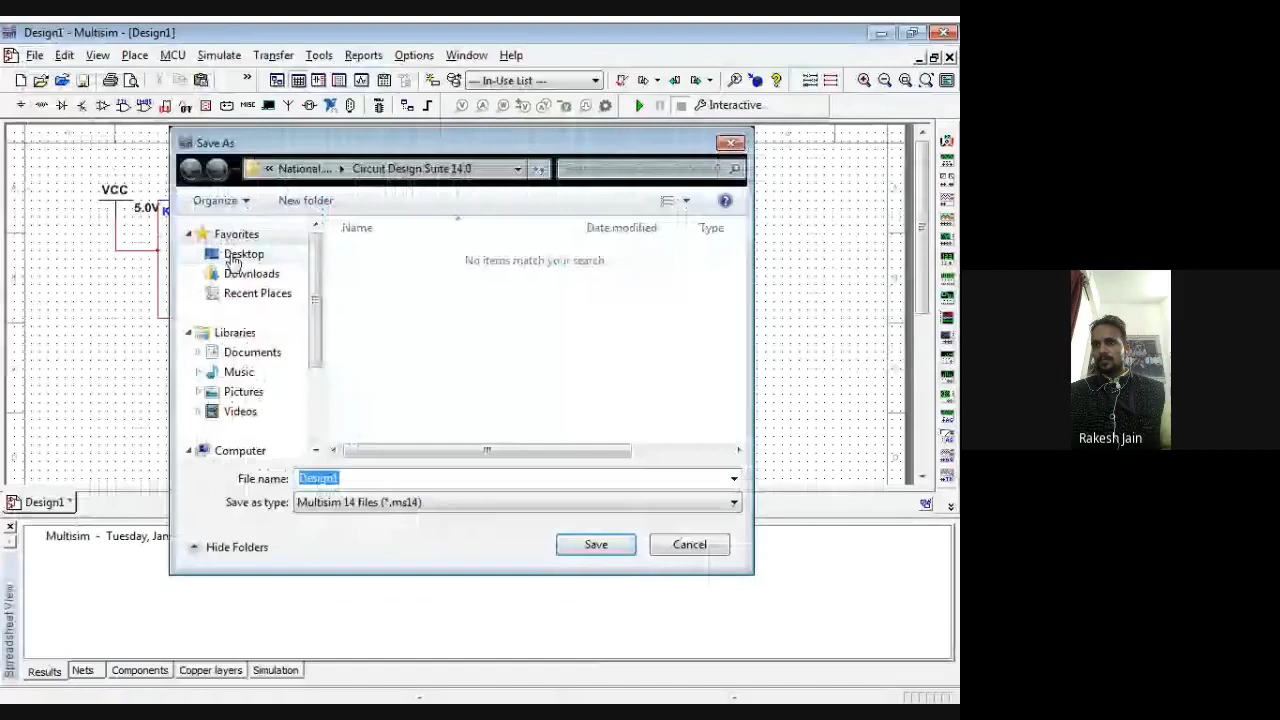 Design1 - Multisim - [Design1]
File Edit View Place MCU Simulate Transfer Tools Reports Options Window Help
» --- In-Use List ---
MISC Interactive
Save As
« National... ▸ Circuit Design Suite 14.0
Organize New folder
VCC
5.0V
Name Date modified Type
No items match your search
Favorites
Desktop
Downloads
Recent Places
Libraries
Documents
Music
Pictures
Videos
Computer
File name: Design1
Save as type: Multisim 14 files (*.ms14)
Hide Folders Save Cancel
Design1 *
Multisim - Tuesday, Jan
Spreadsheet View
Results Nets Components Copper layers Simulation
Rakesh Jain